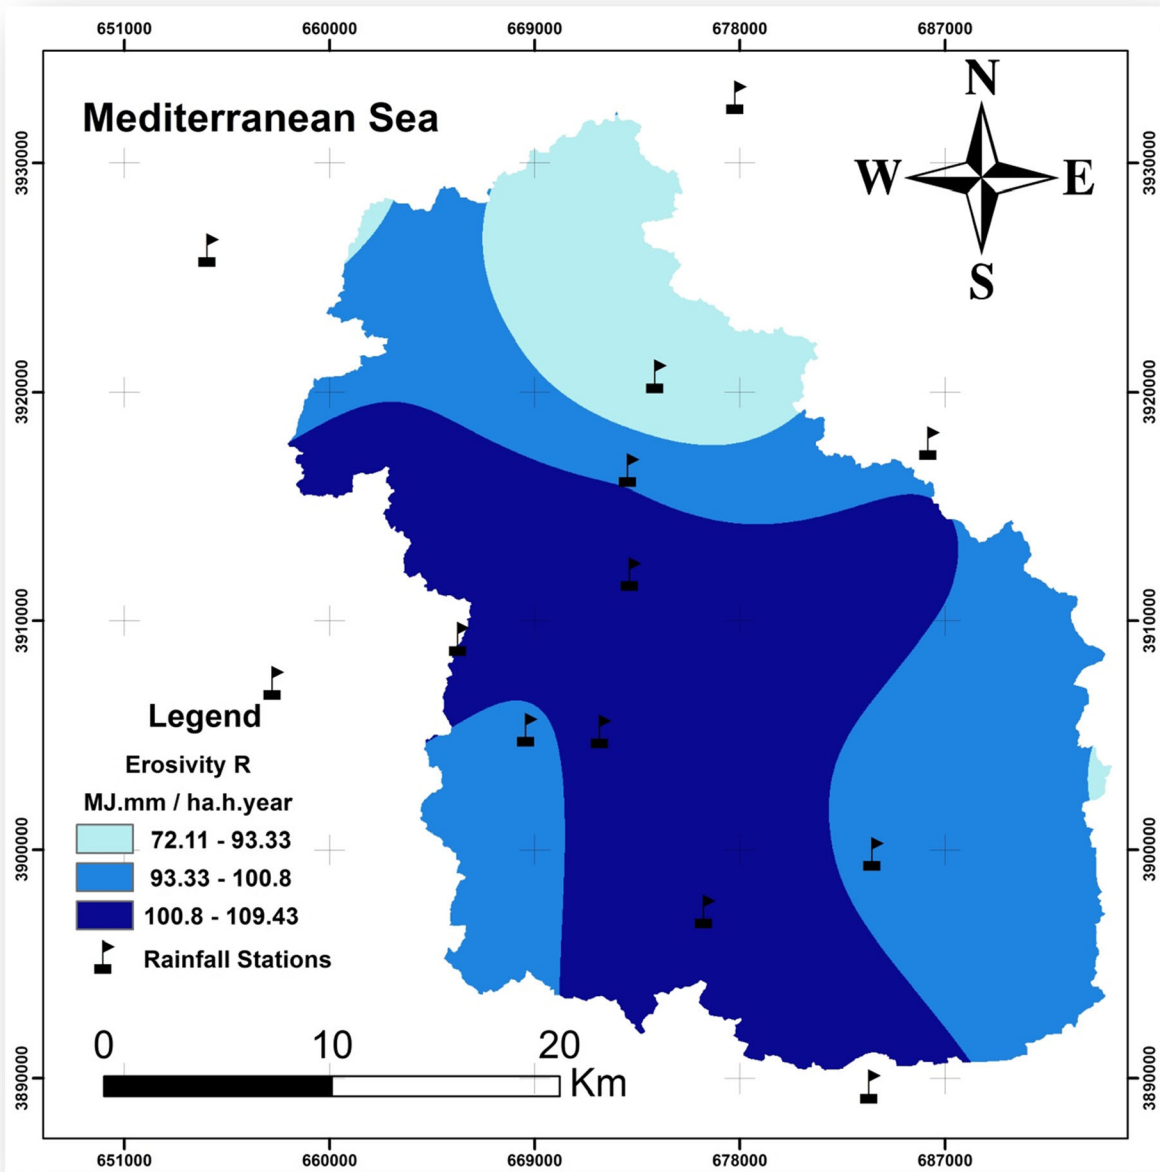 651000 660000 669000 678000 687000
N
Mediterranean Sea
W E
S
3930000 3930000
3920000 3920000
3910000 3910000
3900000 3900000
3890000 3890000
Legend
Erosivity R
MJ.mm / ha.h.year
72.11 - 93.33
93.33 - 100.8
100.8 - 109.43
Rainfall Stations
0 10 20
Km
651000 660000 669000 678000 687000